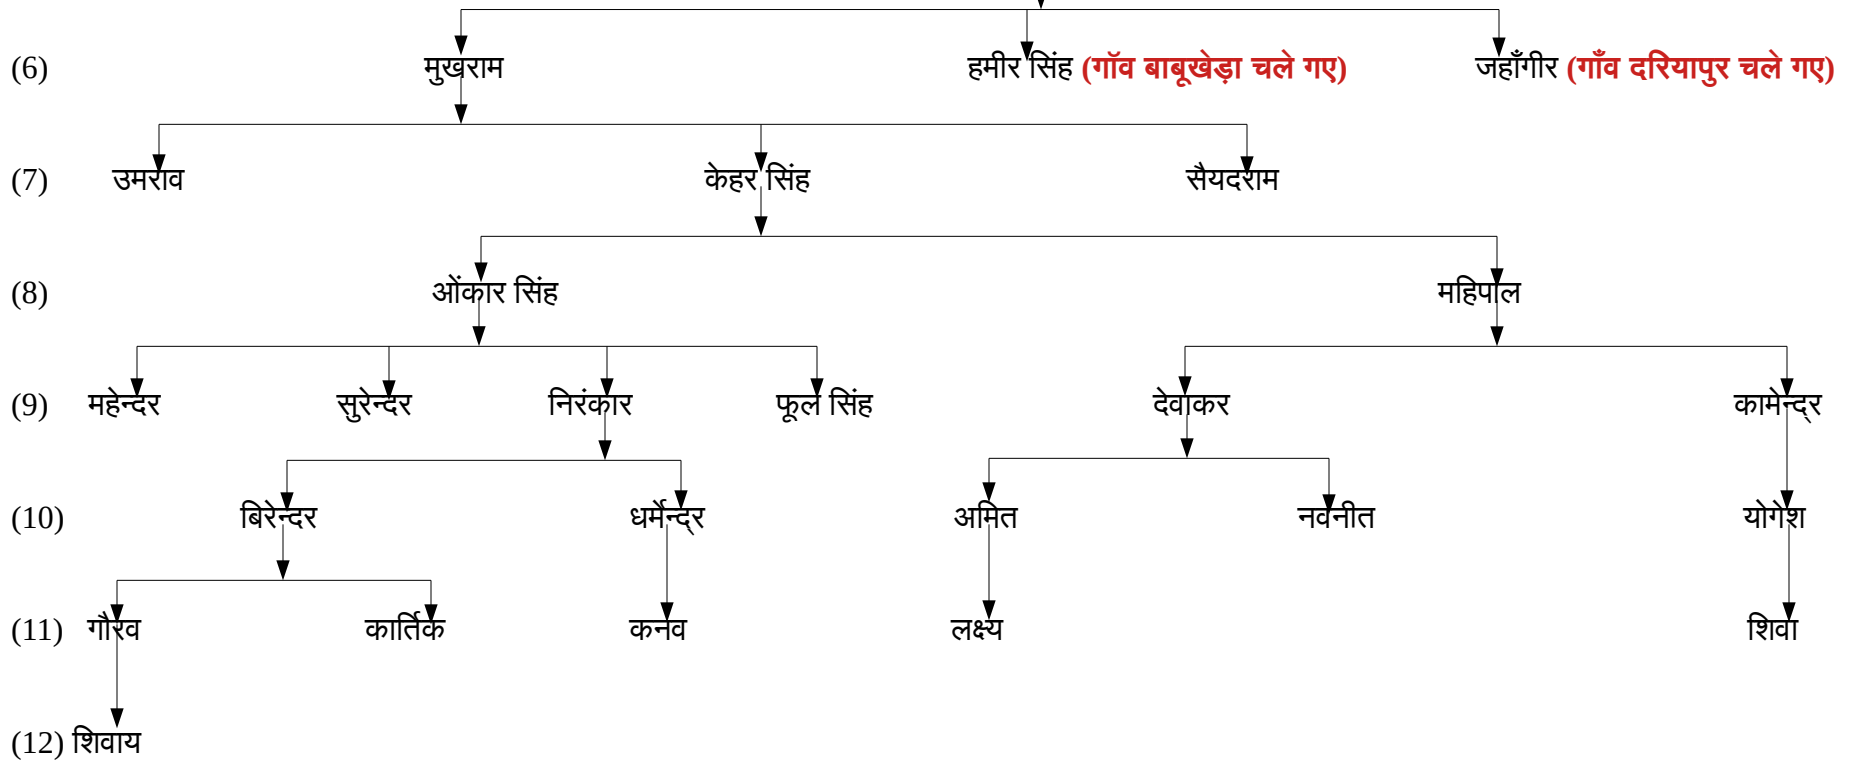 (6) मुखराम हमीर सिंह (गॉव बाबूखेड़ा चले गए) जहाँगीर (गाँव दरियापुर चले गए)
(7) उमराव केहर सिंह सैयदराम
(8) ओंकार सिंह महिपाल
(9) महेन्दर सुरेन्दर निरंकार फूल सिंह देवाकर कामेन्द्र
(10) बिरेन्दर धर्मेन्द्र अमित नवनीत योगेश
(11) गौरव कार्तिक कनव लक्ष्य शिवा
(12) शिवाय